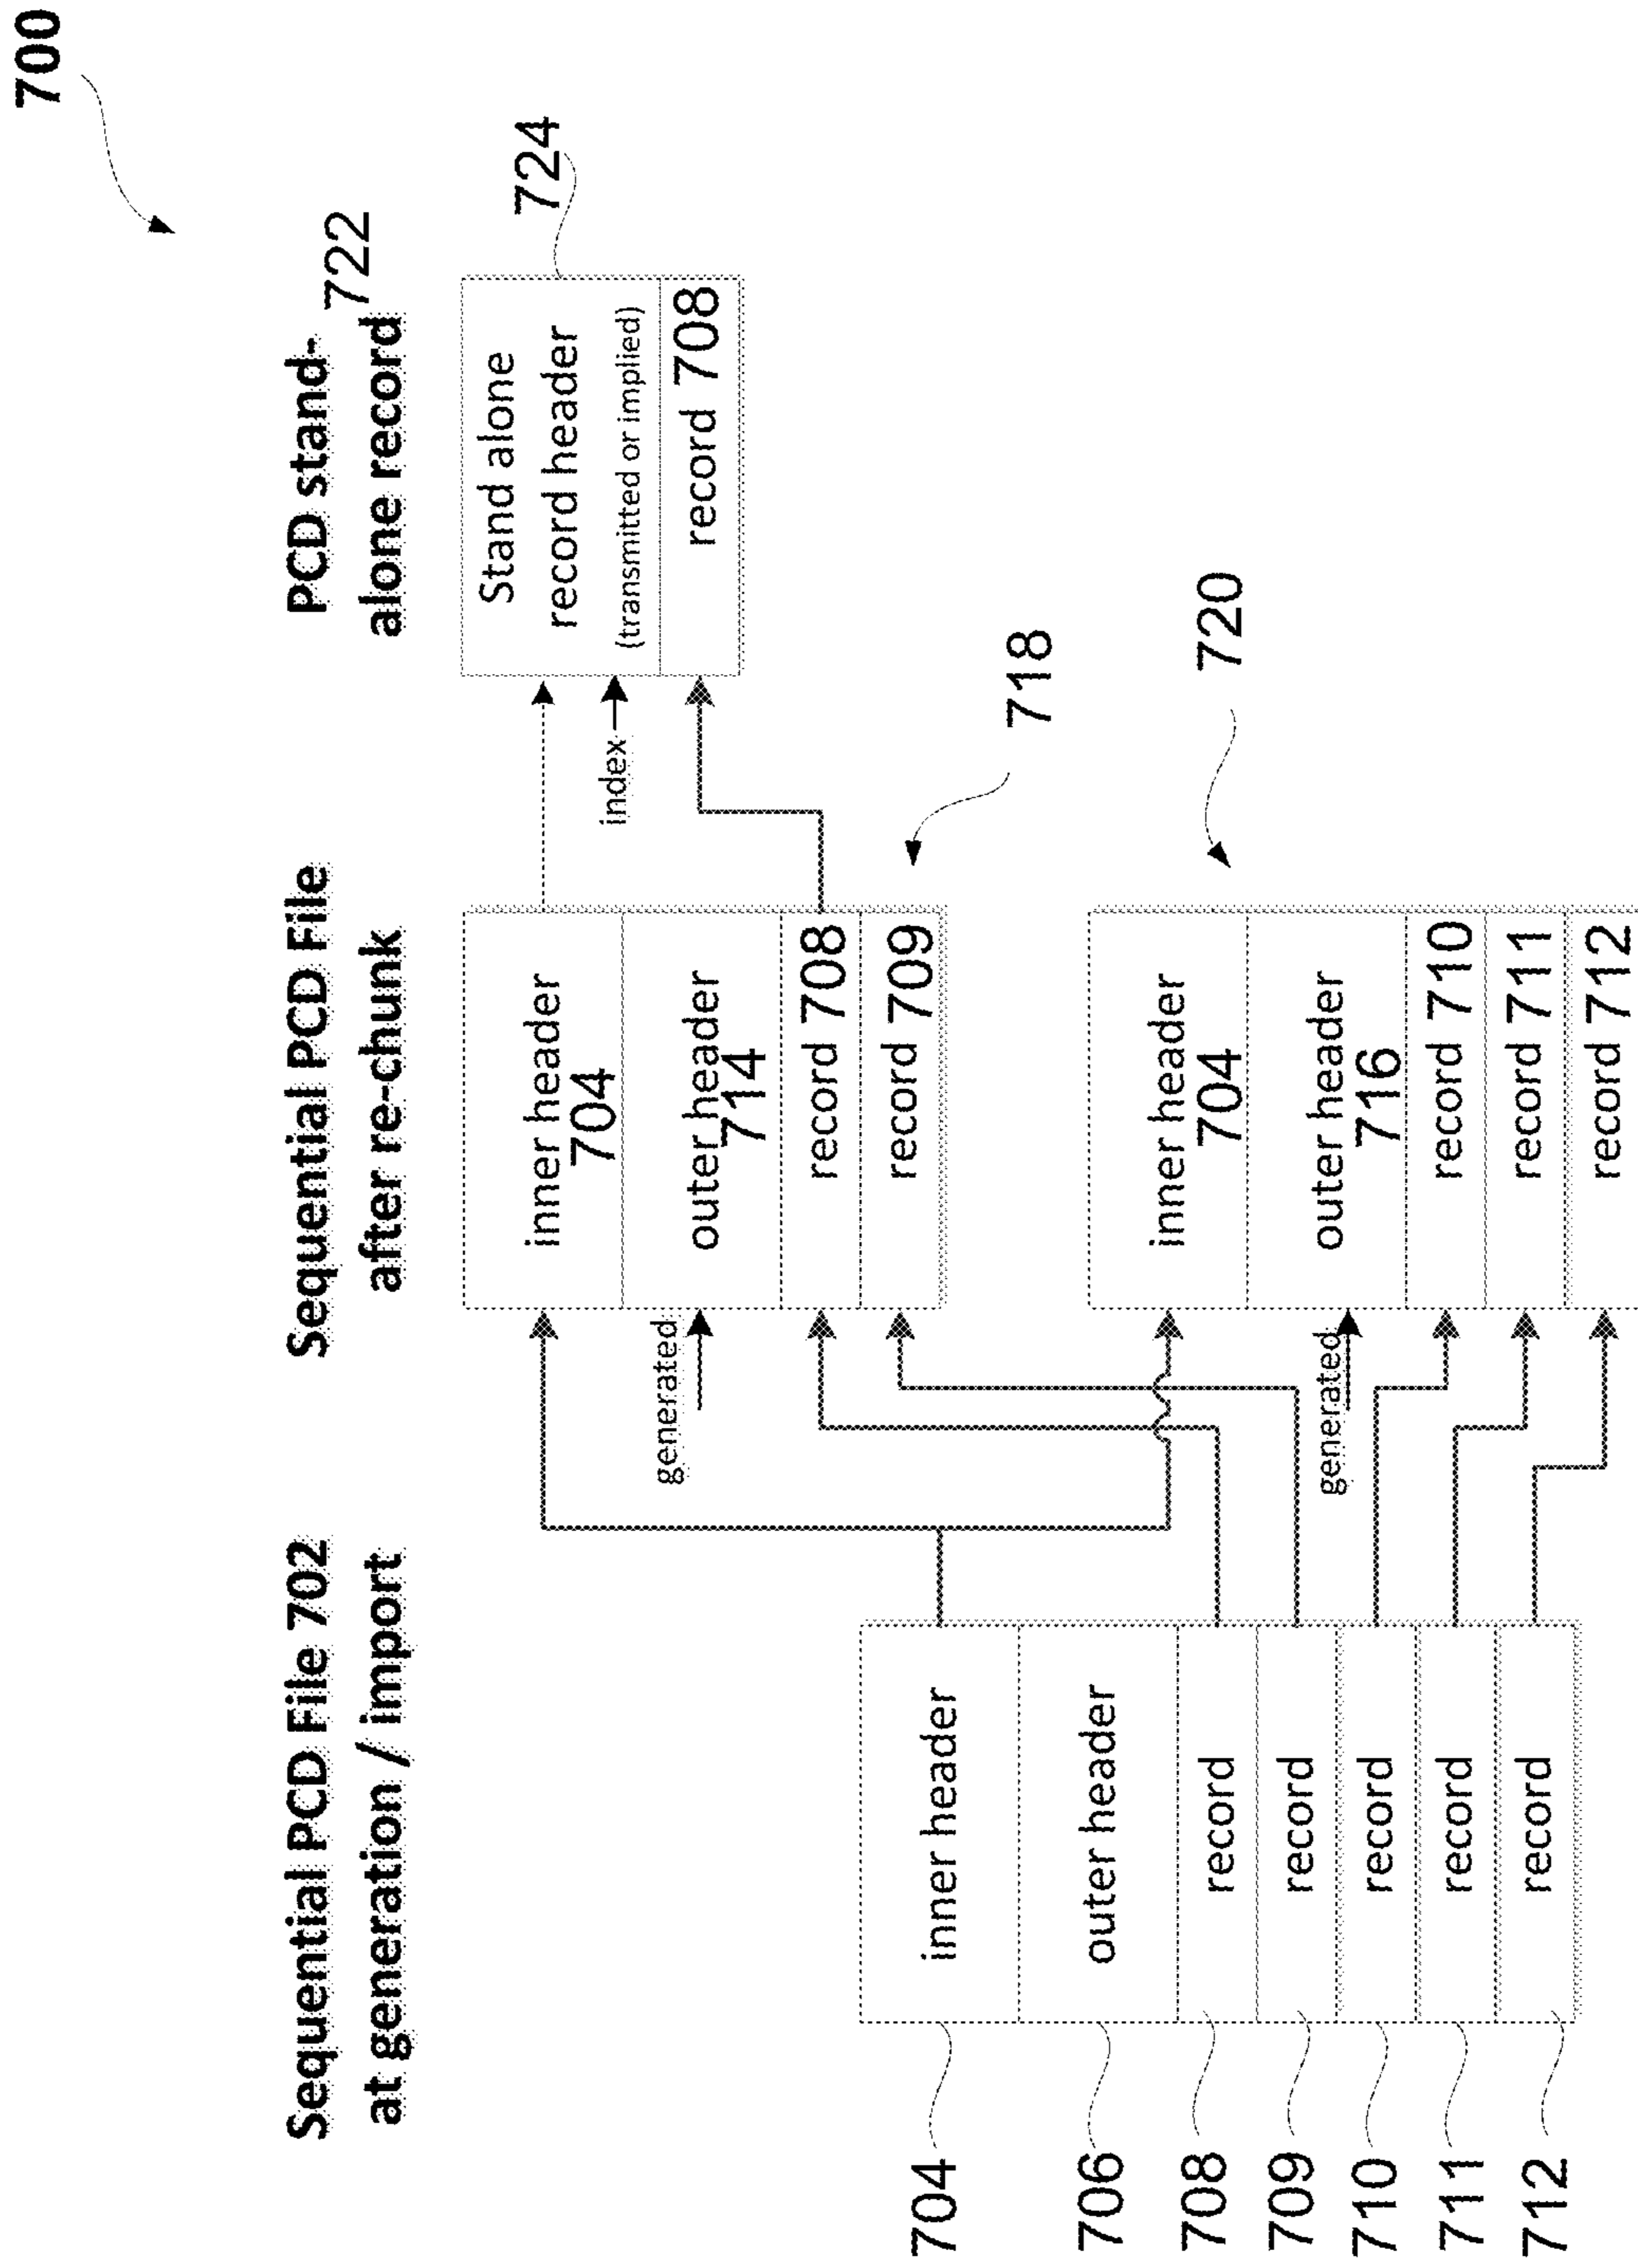 700
Sequential PCD File 702
at generation / import
704
inner header
706
outer header
708
record
709
record
710
record
711
record
712
record
Sequential PCD File
after re-chunk
inner header
704
generated
outer header
714
record 708
record 709
718
inner header
704
generated
outer header
716
record 710
record 711
record 712
720
PCD stand-
alone record
722
Stand alone
record header
(transmitted or implied)
index
record 708
724